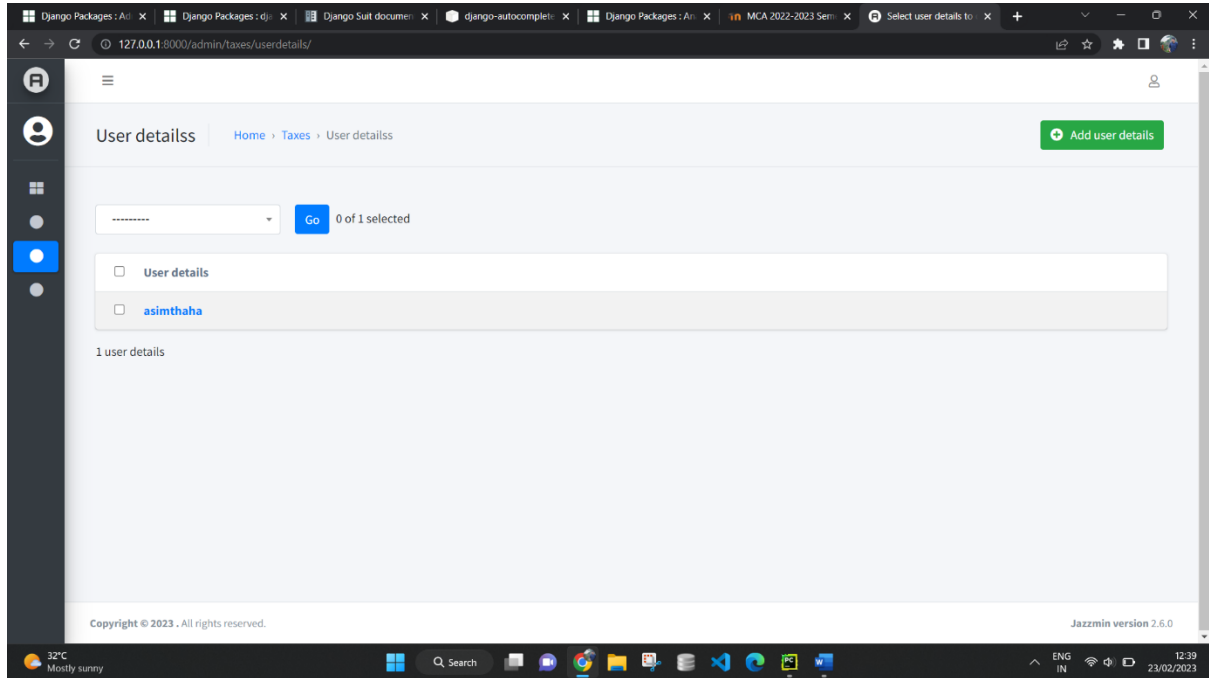 Django Packages : Ad
Django Packages : dja
Django Suit documen
django-autocomplete
Django Packages : An
MCA 2022-2023 Sem
Select user details to
127.0.0.1:8000/admin/taxes/userdetails/
User detailss
Home › Taxes › User detailss
Add user details
---------
Go
0 of 1 selected
User details
asimthaha
1 user details
Copyright © 2023 . All rights reserved.
Jazzmin version 2.6.0
32°C
Mostly sunny
Search
ENG
IN
12:39
23/02/2023